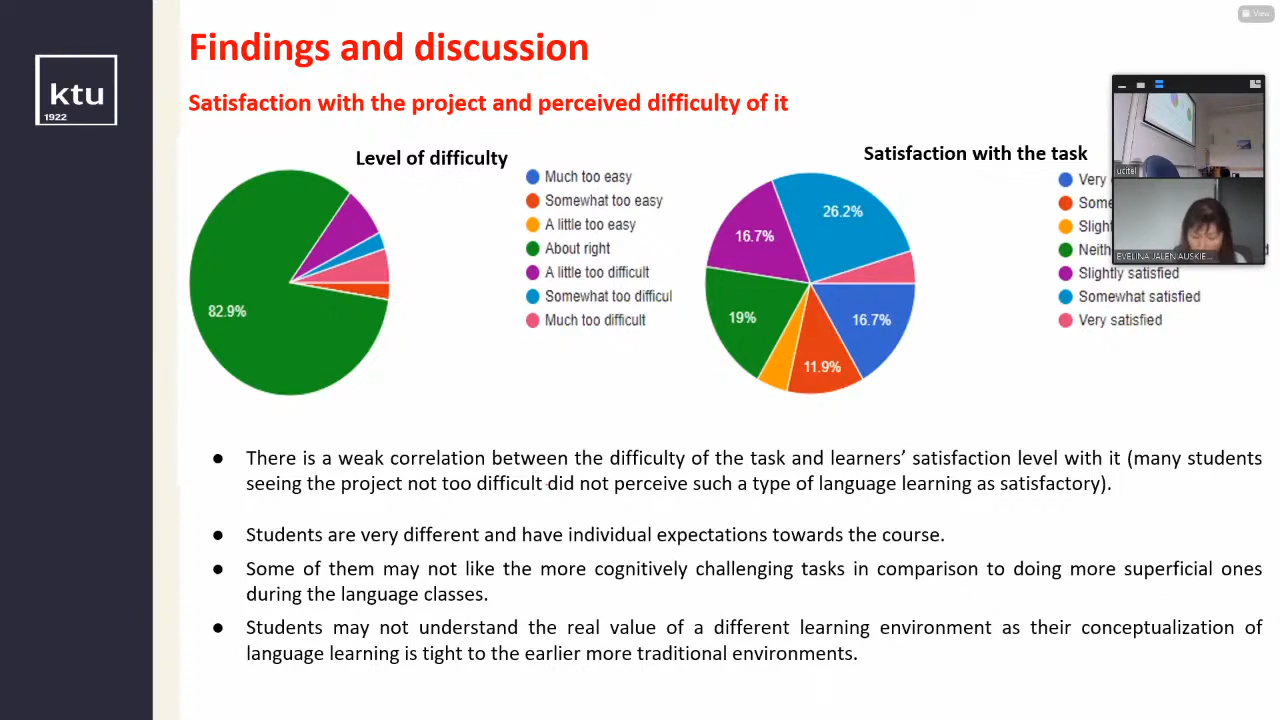 View
Findings and discussion
ktu
1922
Satisfaction with the project and perceived difficulty of it
Level of difficulty
82.9%
Much too easy
Somewhat too easy
A little too easy
About right
A little too difficult
Somewhat too difficul
Much too difficult
Satisfaction with the task
26.2%
16.7%
19%
16.7%
11.9%
Very
Some
Slight
Neith
Slightly satisfied
Somewhat satisfied
Very satisfied
ucitel
EVELINA JALEN AUSKIE...
● There is a weak correlation between the difficulty of the task and learners’ satisfaction level with it (many students
seeing the project not too difficult did not perceive such a type of language learning as satisfactory).
● Students are very different and have individual expectations towards the course.
● Some of them may not like the more cognitively challenging tasks in comparison to doing more superficial ones
during the language classes.
● Students may not understand the real value of a different learning environment as their conceptualization of
language learning is tight to the earlier more traditional environments.